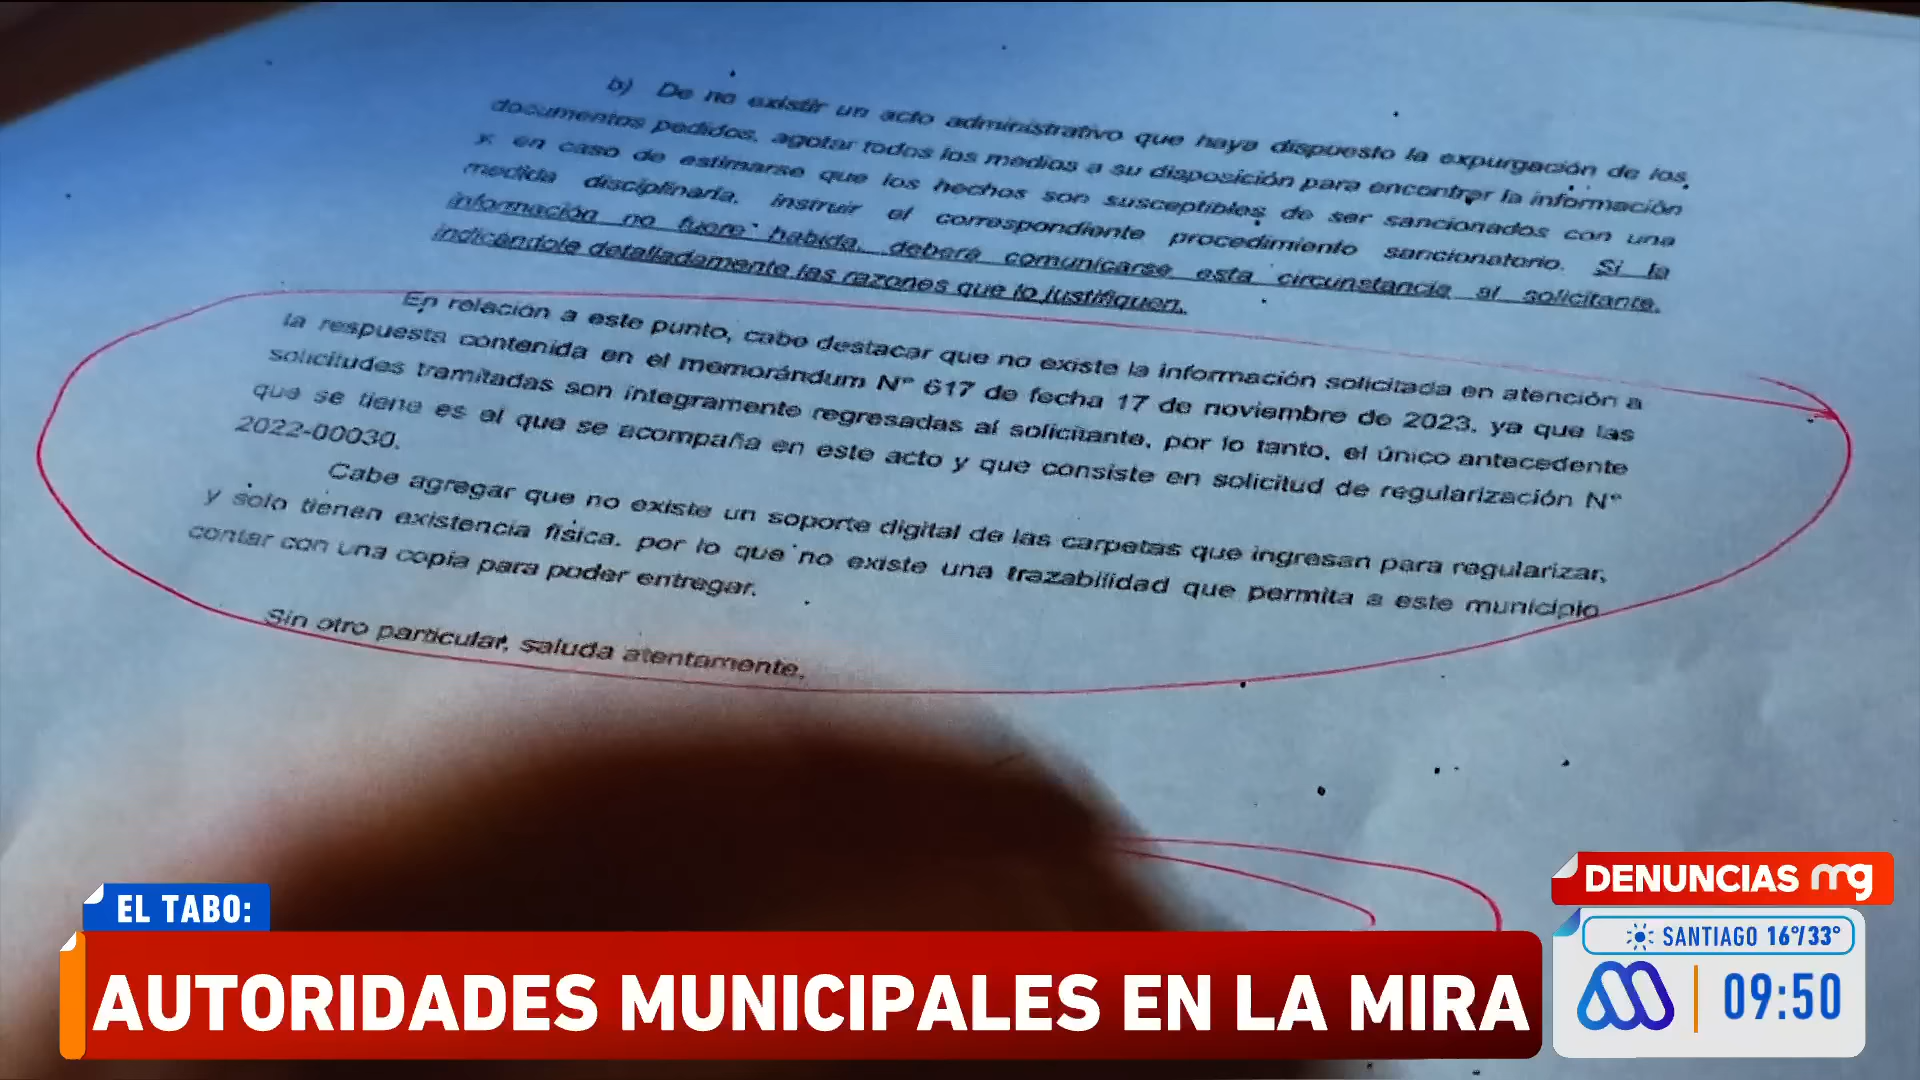 b) De no existir un acto administrativo que haya dispuesto la expurgación de los
documentos pedidos, agotar todos los medios a su disposición para encontrar la información
y, en caso de estimarse que los hechos son susceptibles de ser sancionados con una
medida disciplinaria, instruir el correspondiente procedimiento sancionatorio. Si la
información no fuere habida, deberá comunicarse esta circunstancia al solicitante,
indicándole detalladamente las razones que lo justifiquen.
En relación a este punto, cabe destacar que no existe la información solicitada en atención a
la respuesta contenida en el memorándum N° 617 de fecha 17 de noviembre de 2023, ya que las
solicitudes tramitadas son íntegramente regresadas al solicitante, por lo tanto, el único antecedente
que se tiene es el que se acompaña en este acto y que consiste en solicitud de regularización N°
2022-00030.
Cabe agregar que no existe un soporte digital de las carpetas que ingresan para regularizar,
y solo tienen existencia física, por lo que no existe una trazabilidad que permita a este municipio
contar con una copia para poder entregar.
Sin otro particular, saluda atentamente,
EL TABO:
AUTORIDADES MUNICIPALES EN LA MIRA
DENUNCIAS mg
SANTIAGO 16°/33°
09:50